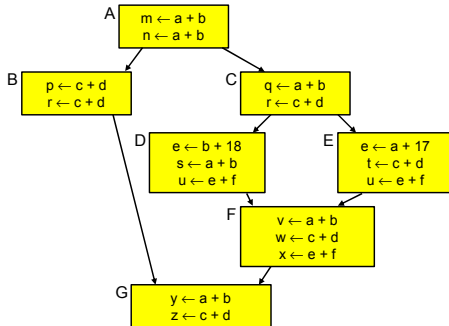 A
m ← a + b
n ← a + b
B
p ← c + d
r ← c + d
C
q ← a + b
r ← c + d
D
e ← b + 18
s ← a + b
u ← e + f
E
e ← a + 17
t ← c + d
u ← e + f
F
v ← a + b
w ← c + d
x ← e + f
G
y ← a + b
z ← c + d